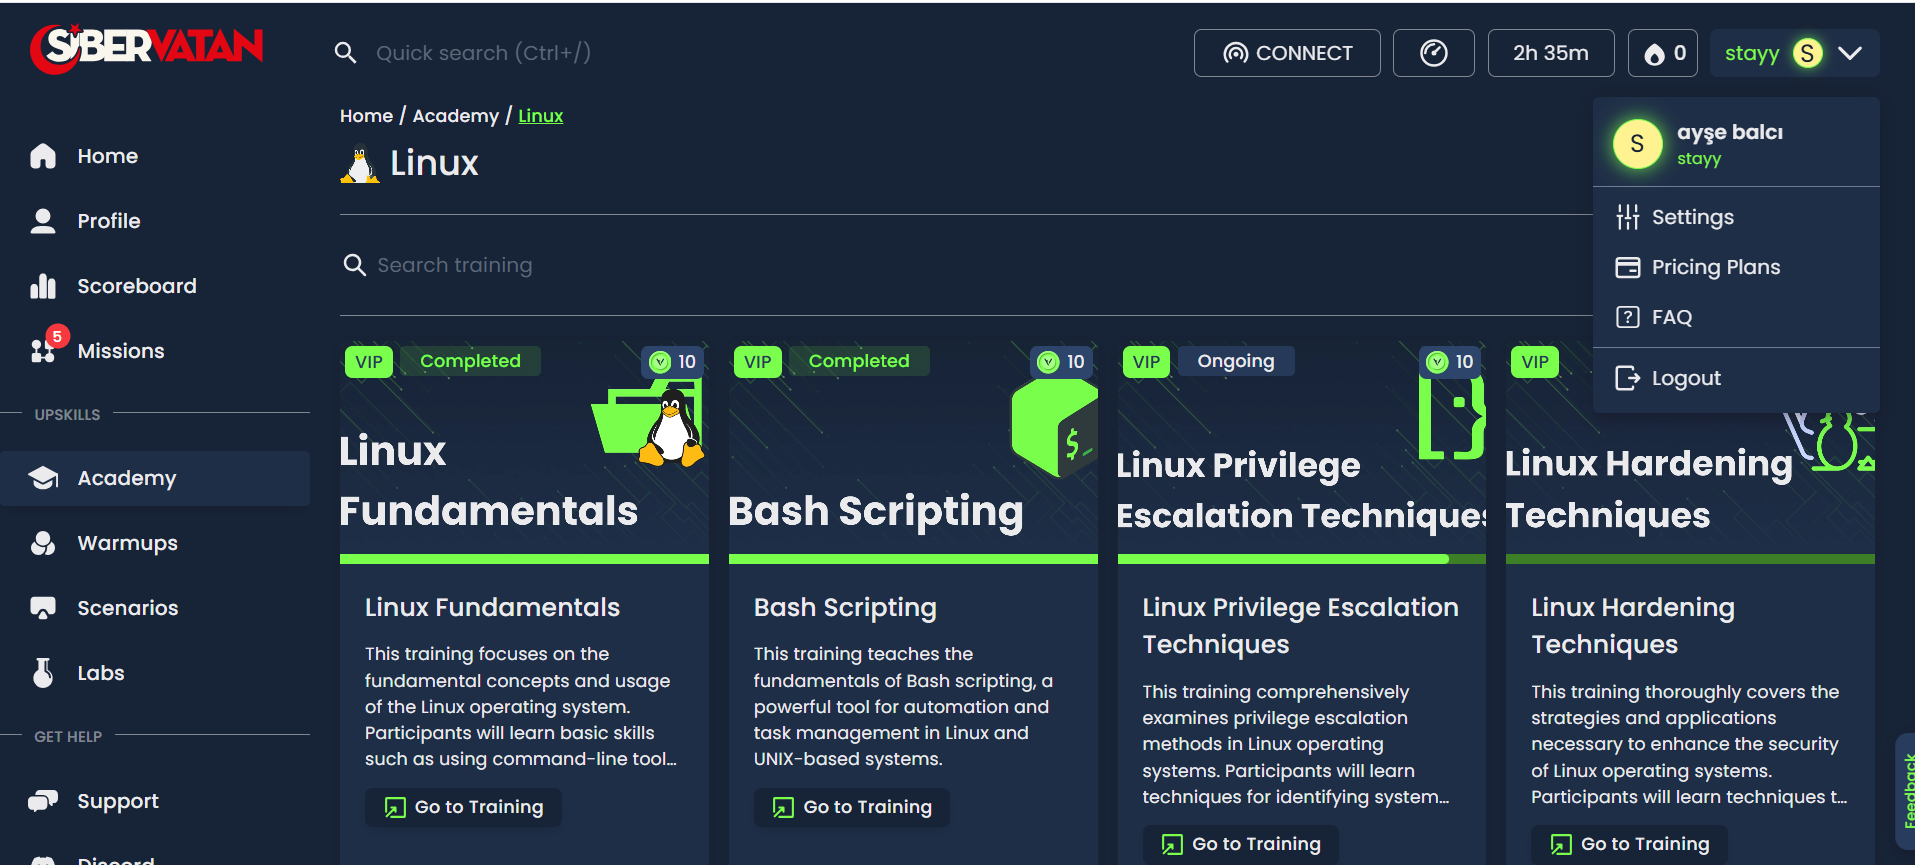 SİBERVATAN
Quick search (Ctrl+/)
CONNECT
2h 35m
0
stayy S
Home / Academy / Linux
Linux
S
ayşe balcı
stayy
Settings
Pricing Plans
FAQ
Logout
Home
Profile
Scoreboard
5
Missions
UPSKILLS
Academy
Warmups
Scenarios
Labs
GET HELP
Support
Discord
Search training
VIP Completed 10
Linux
Fundamentals
Linux Fundamentals
This training focuses on the
fundamental concepts and usage
of the Linux operating system.
Participants will learn basic skills
such as using command-line tool...
Go to Training
VIP Completed 10
$_
Bash Scripting
Bash Scripting
This training teaches the
fundamentals of Bash scripting, a
powerful tool for automation and
task management in Linux and
UNIX-based systems.
Go to Training
VIP Ongoing 10
Linux Privilege
Escalation Techniques
Linux Privilege Escalation
Techniques
This training comprehensively
examines privilege escalation
methods in Linux operating
systems. Participants will learn
techniques for identifying system...
Go to Training
VIP
Linux Hardening
Techniques
Linux Hardening
Techniques
This training thoroughly covers the
strategies and applications
necessary to enhance the security
of Linux operating systems.
Participants will learn techniques t...
Go to Training
Feedback